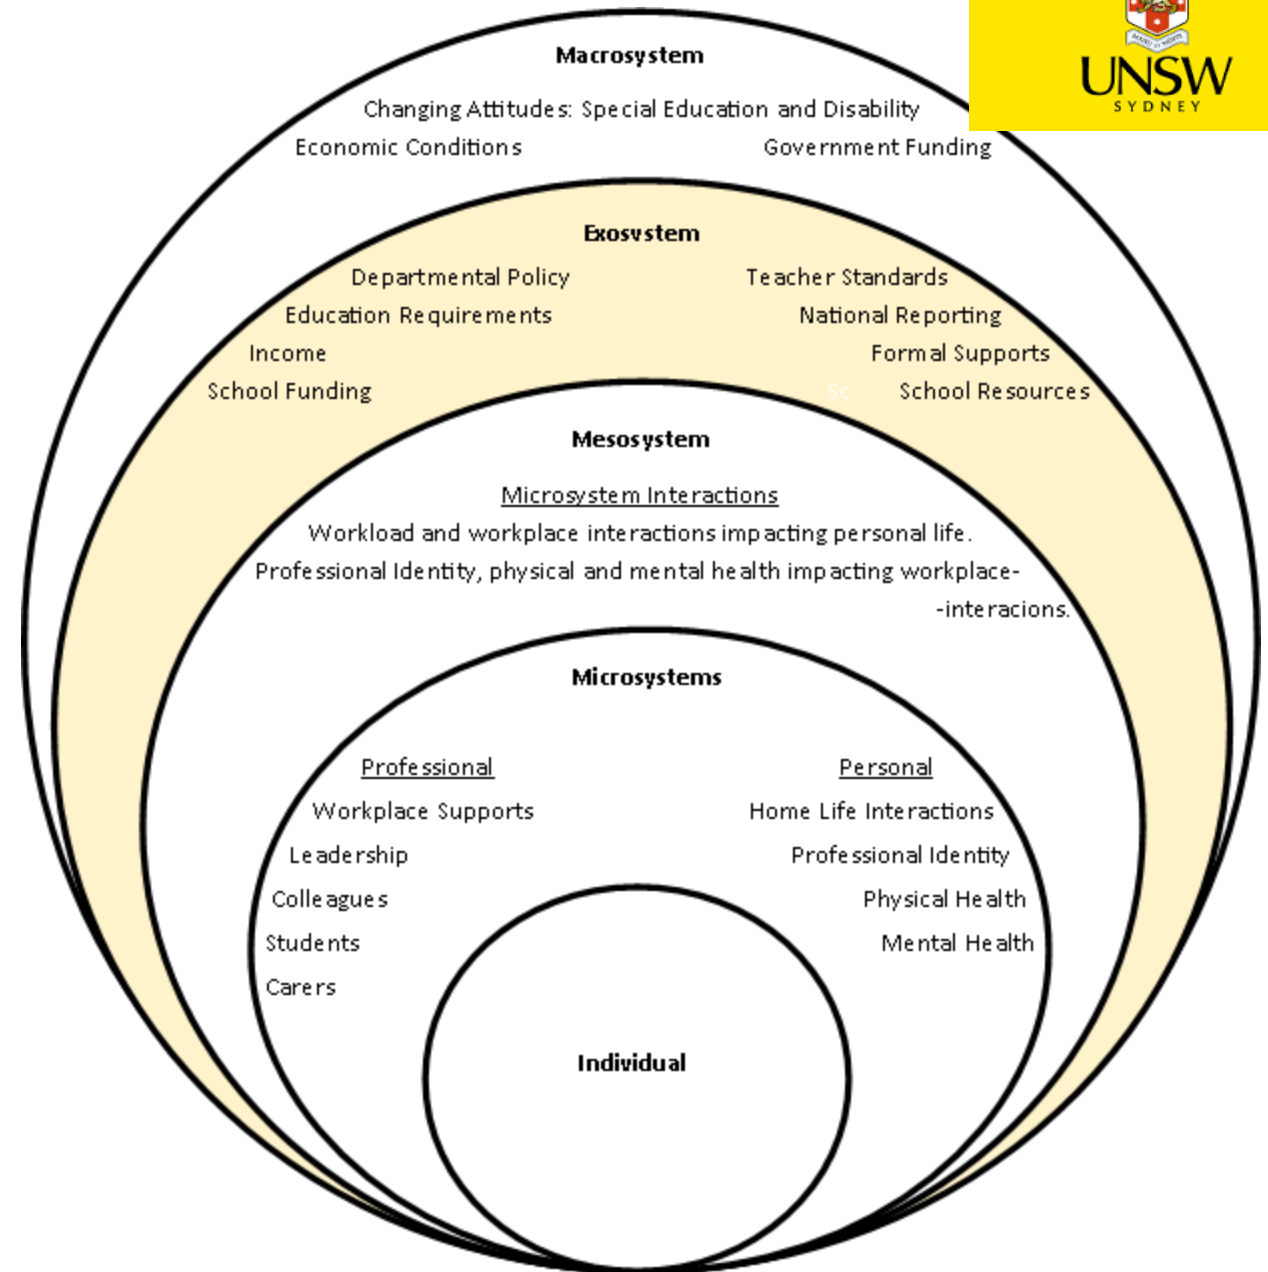 Macrosystem
Changing Attitudes: Special Education and Disability
Economic Conditions Government Funding
UNSW
SYDNEY
Exosystem
Departmental Policy Teacher Standards
Education Requirements National Reporting
Income Formal Supports
School Funding Sc School Resources
Mesosystem
Microsystem Interactions
Workload and workplace interactions impacting personal life.
Professional Identity, physical and mental health impacting workplace-
-interacions.
Microsystems
Professional Personal
Workplace Supports Home Life Interactions
Leadership Professional Identity
Colleagues Physical Health
Students Mental Health
Carers
Individual